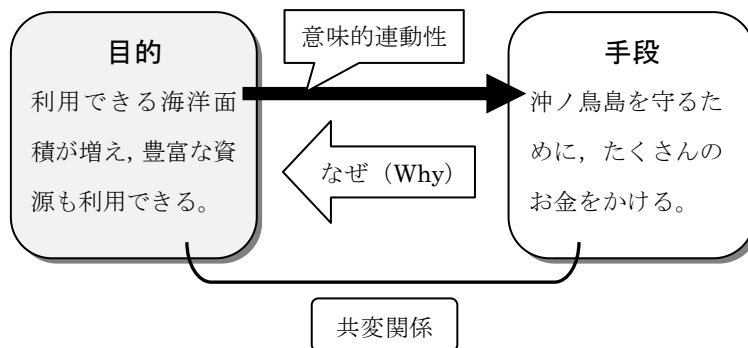 意味的連動性
目的
利用できる海洋面
積が増え，豊富な資
源も利用できる。
なぜ（Why）
手段
沖ノ鳥島を守るた
めに，たくさんの
お金をかける。
共変関係